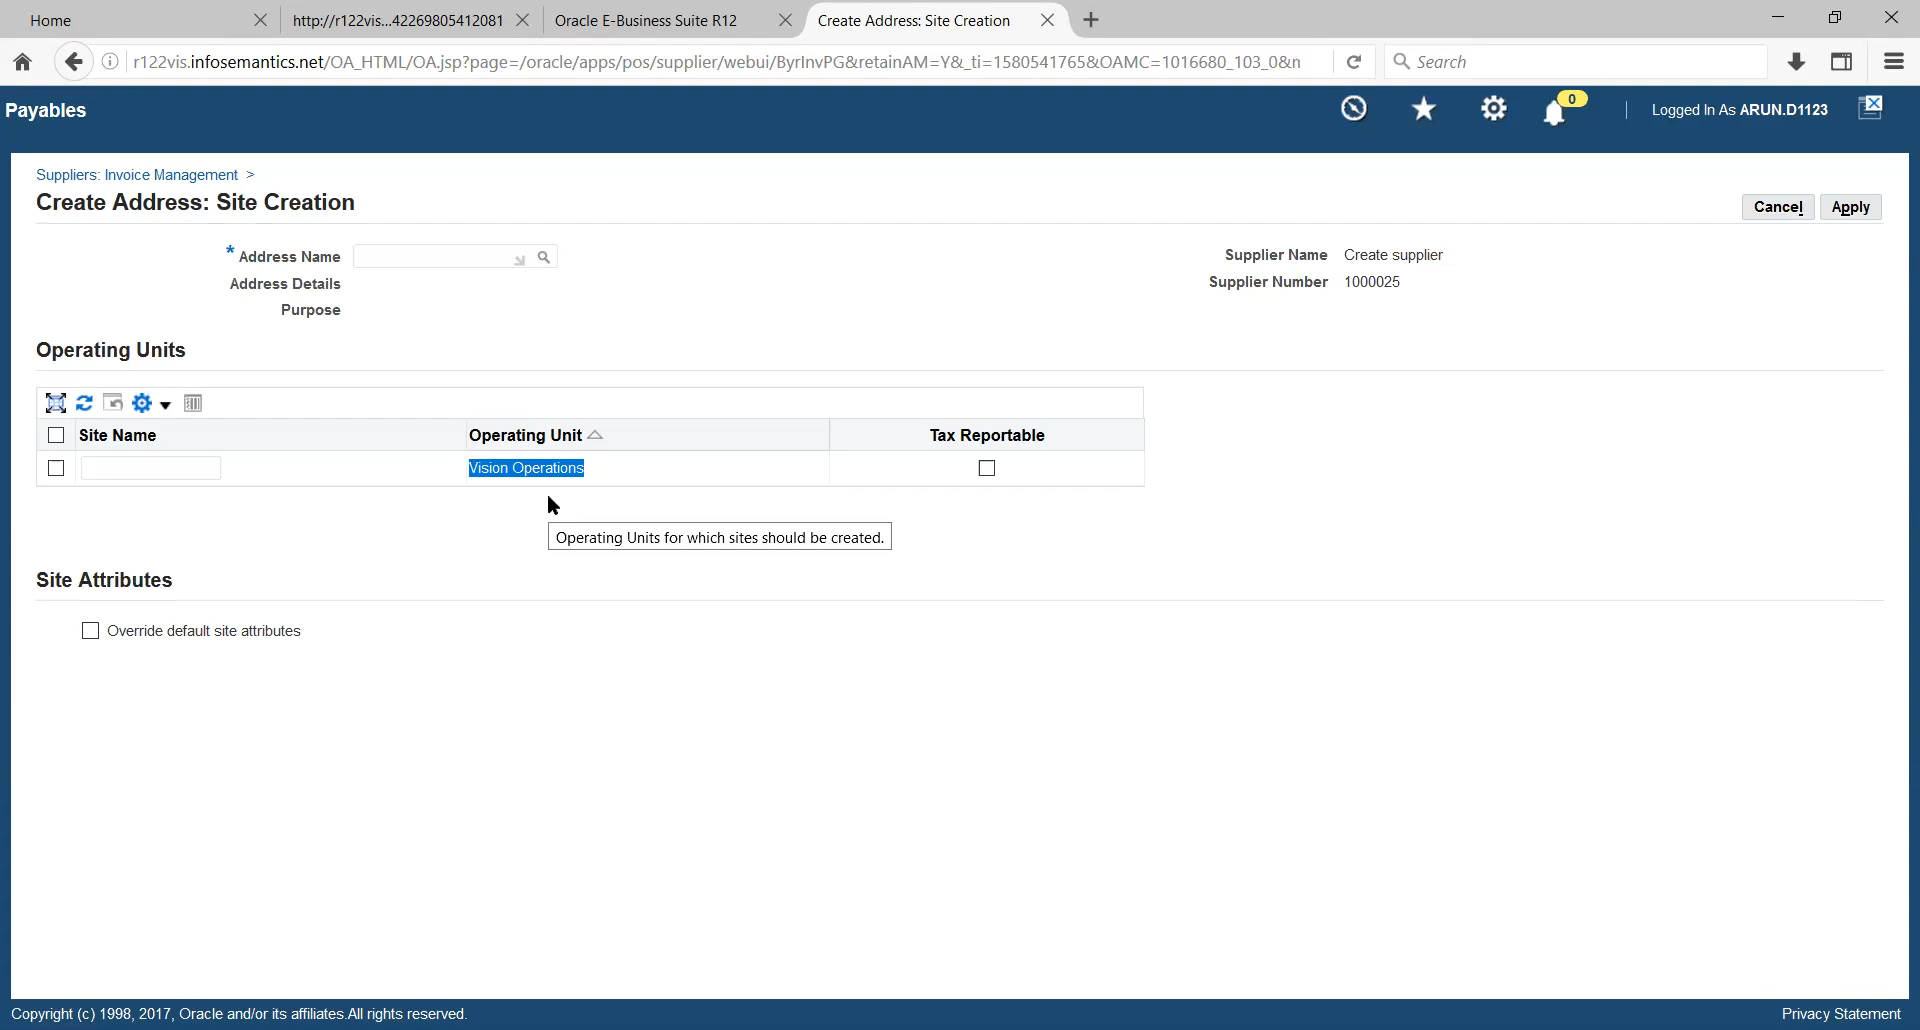 Home
http://r122vis...42269805412081
Oracle E-Business Suite R12
Create Address: Site Creation
r122vis.infosemantics.net/OA_HTML/OA.jsp?page=/oracle/apps/pos/supplier/webui/ByrInvPG&retainAM=Y&_ti=1580541765&OAMC=1016680_103_0&n
Search
Payables
0
Logged In As ARUN.D1123
Suppliers: Invoice Management >
Create Address: Site Creation
Cancel
Apply
* Address Name
Supplier Name Create supplier
Address Details
Supplier Number 1000025
Purpose
Operating Units
Site Name
Operating Unit
Tax Reportable
Vision Operations
Operating Units for which sites should be created.
Site Attributes
Override default site attributes
Copyright (c) 1998, 2017, Oracle and/or its affiliates.All rights reserved.
Privacy Statement